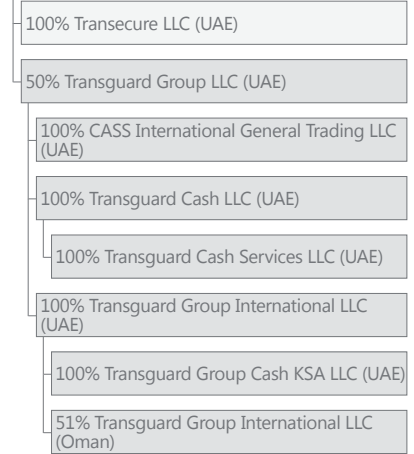 100% Transecure LLC (UAE)
50% Transguard Group LLC (UAE)
100% CASS International General Trading LLC
(UAE)
100% Transguard Cash LLC (UAE)
100% Transguard Cash Services LLC (UAE)
100% Transguard Group International LLC
(UAE)
100% Transguard Group Cash KSA LLC (UAE)
51% Transguard Group International LLC
(Oman)